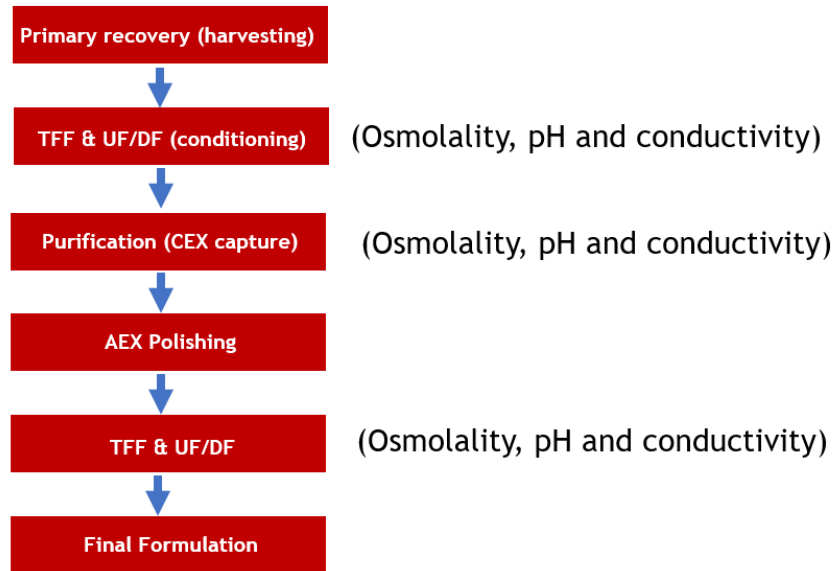 Primary recovery (harvesting)
TFF & UF/DF (conditioning)
(Osmolality, pH and conductivity)
Purification (CEX capture)
(Osmolality, pH and conductivity)
AEX Polishing
TFF & UF/DF
(Osmolality, pH and conductivity)
Final Formulation